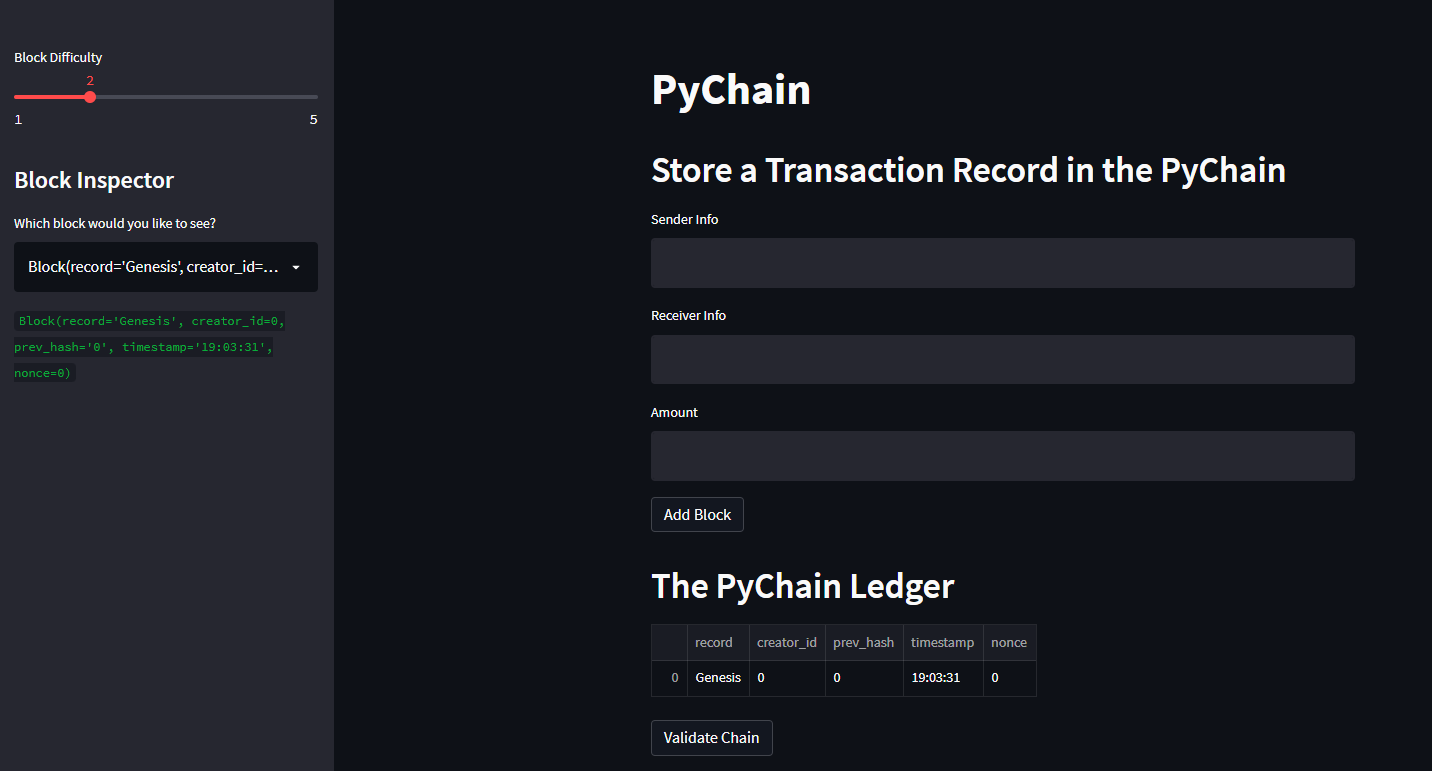 Block Difficulty
2
1 5
Block Inspector
Which block would you like to see?
Block(record='Genesis', creator_id=...
Block(record='Genesis', creator_id=0,
prev_hash='0', timestamp='19:03:31',
nonce=0)
PyChain
Store a Transaction Record in the PyChain
Sender Info
Receiver Info
Amount
Add Block
The PyChain Ledger
record creator_id prev_hash timestamp nonce
0 Genesis 0 0 19:03:31 0
Validate Chain